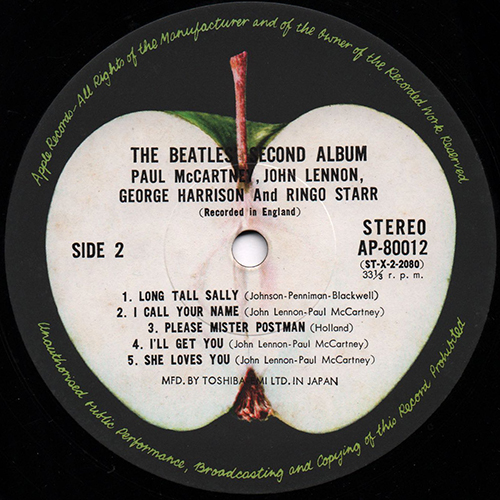 Apple Records–All Rights of the Manufacturer and of the Owner of the Recorded Work Reserved
THE BEATLES' SECOND ALBUM
PAUL McCARTNEY, JOHN LENNON,
GEORGE HARRISON And RINGO STARR
(Recorded in England)
SIDE 2
STEREO
AP-80012
(ST-X-2-2080)
33⅓ r. p. m.
1. LONG TALL SALLY (Johnson-Penniman-Blackwell)
2. I CALL YOUR NAME (John Lennon-Paul McCartney)
3. PLEASE MISTER POSTMAN (Holland)
4. I'LL GET YOU (John Lennon-Paul McCartney)
5. SHE LOVES YOU (John Lennon-Paul McCartney)
MFD. BY TOSHIBA-EMI LTD. IN JAPAN
Unauthorised Public Performance, Broadcasting and Copying of this Record Prohibited